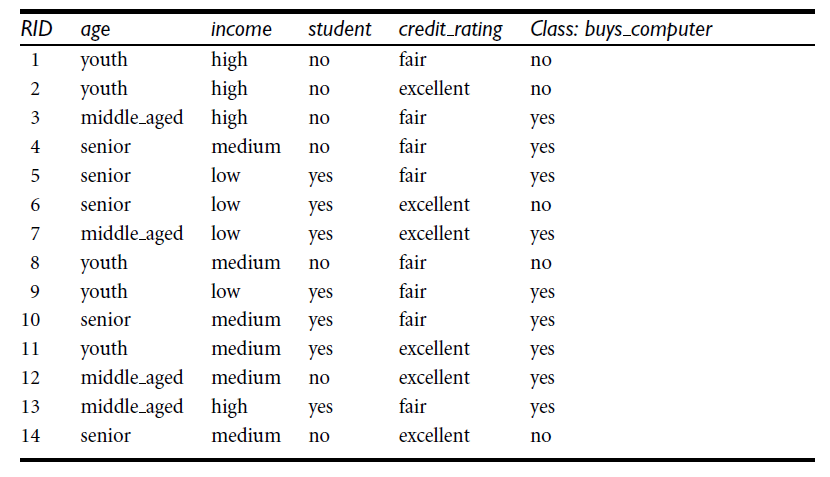 RID age income student credit_rating Class: buys_computer
1 youth high no fair no
2 youth high no excellent no
3 middle_aged high no fair yes
4 senior medium no fair yes
5 senior low yes fair yes
6 senior low yes excellent no
7 middle_aged low yes excellent yes
8 youth medium no fair no
9 youth low yes fair yes
10 senior medium yes fair yes
11 youth medium yes excellent yes
12 middle_aged medium no excellent yes
13 middle_aged high yes fair yes
14 senior medium no excellent no